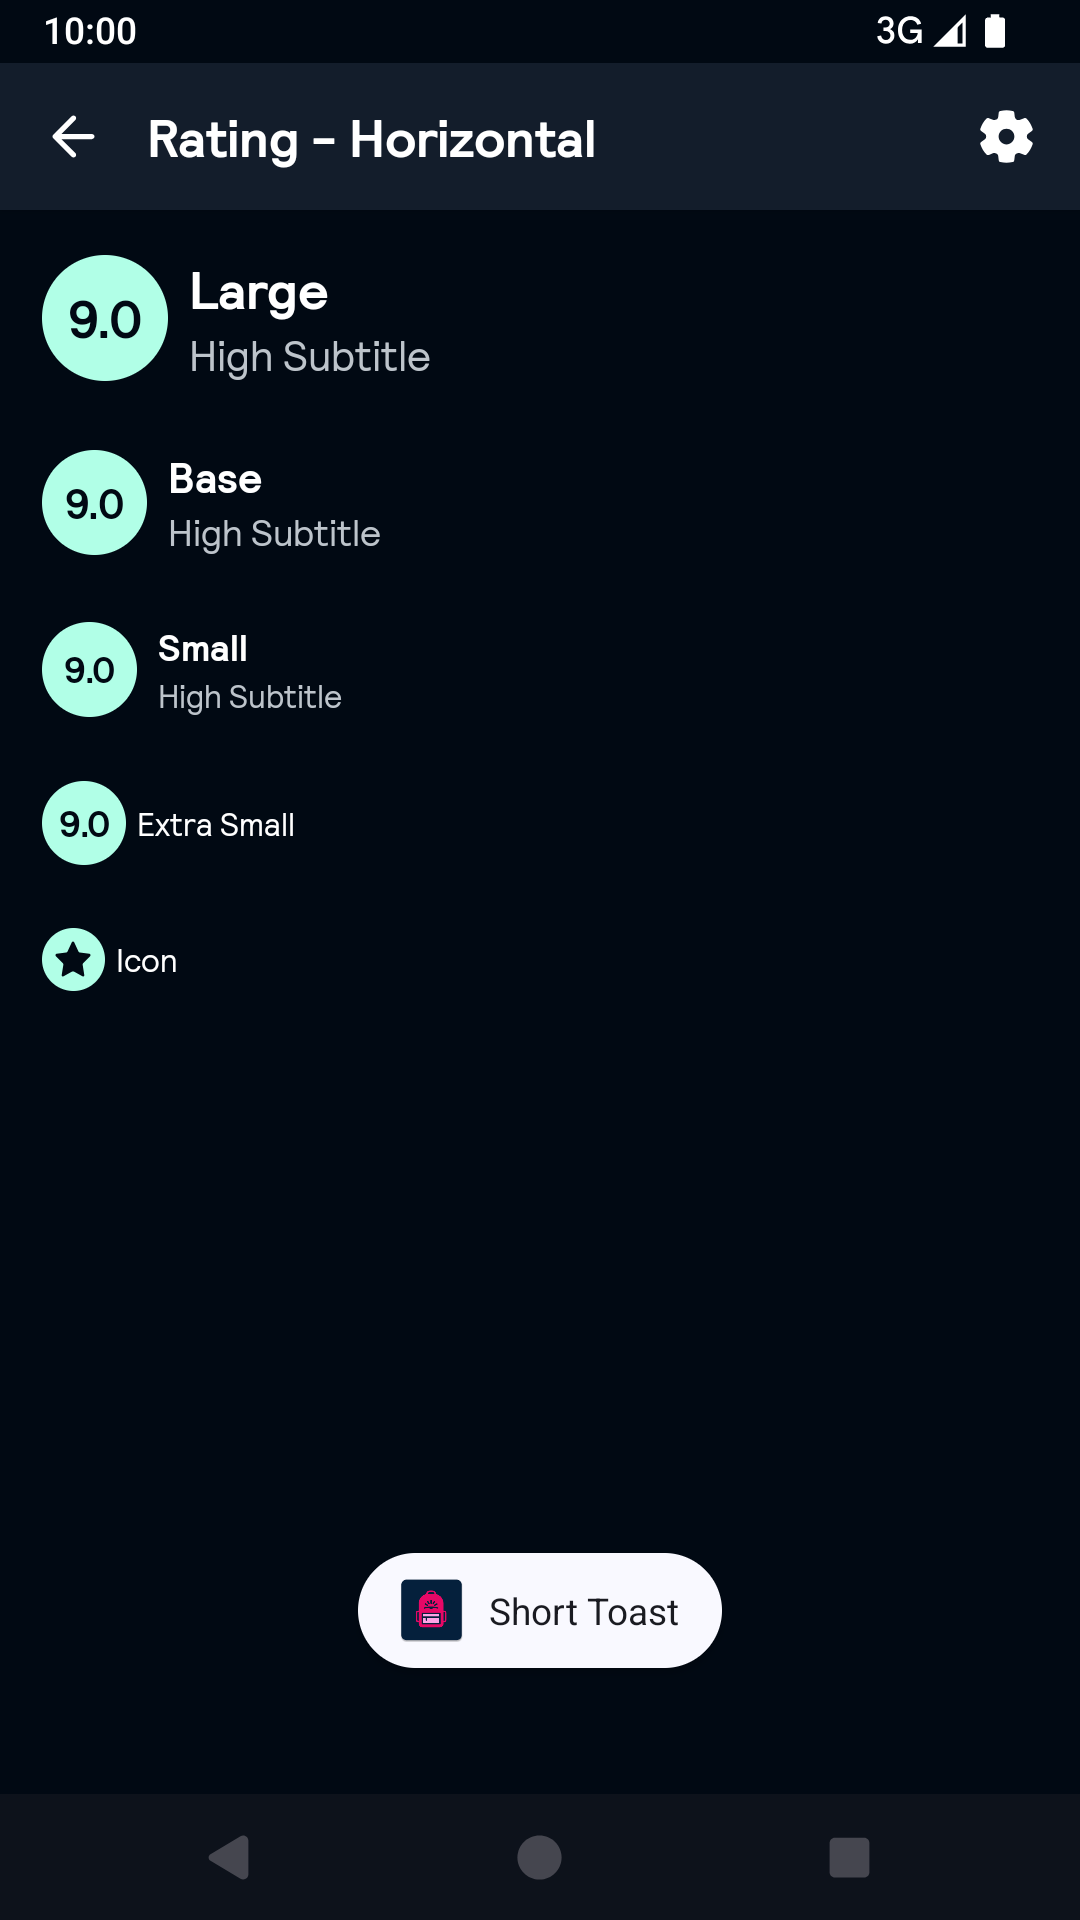 10:00
3G
Rating - Horizontal
9.0
Large
High Subtitle
9.0
Base
High Subtitle
9.0
Small
High Subtitle
9.0
Extra Small
Icon
Short Toast